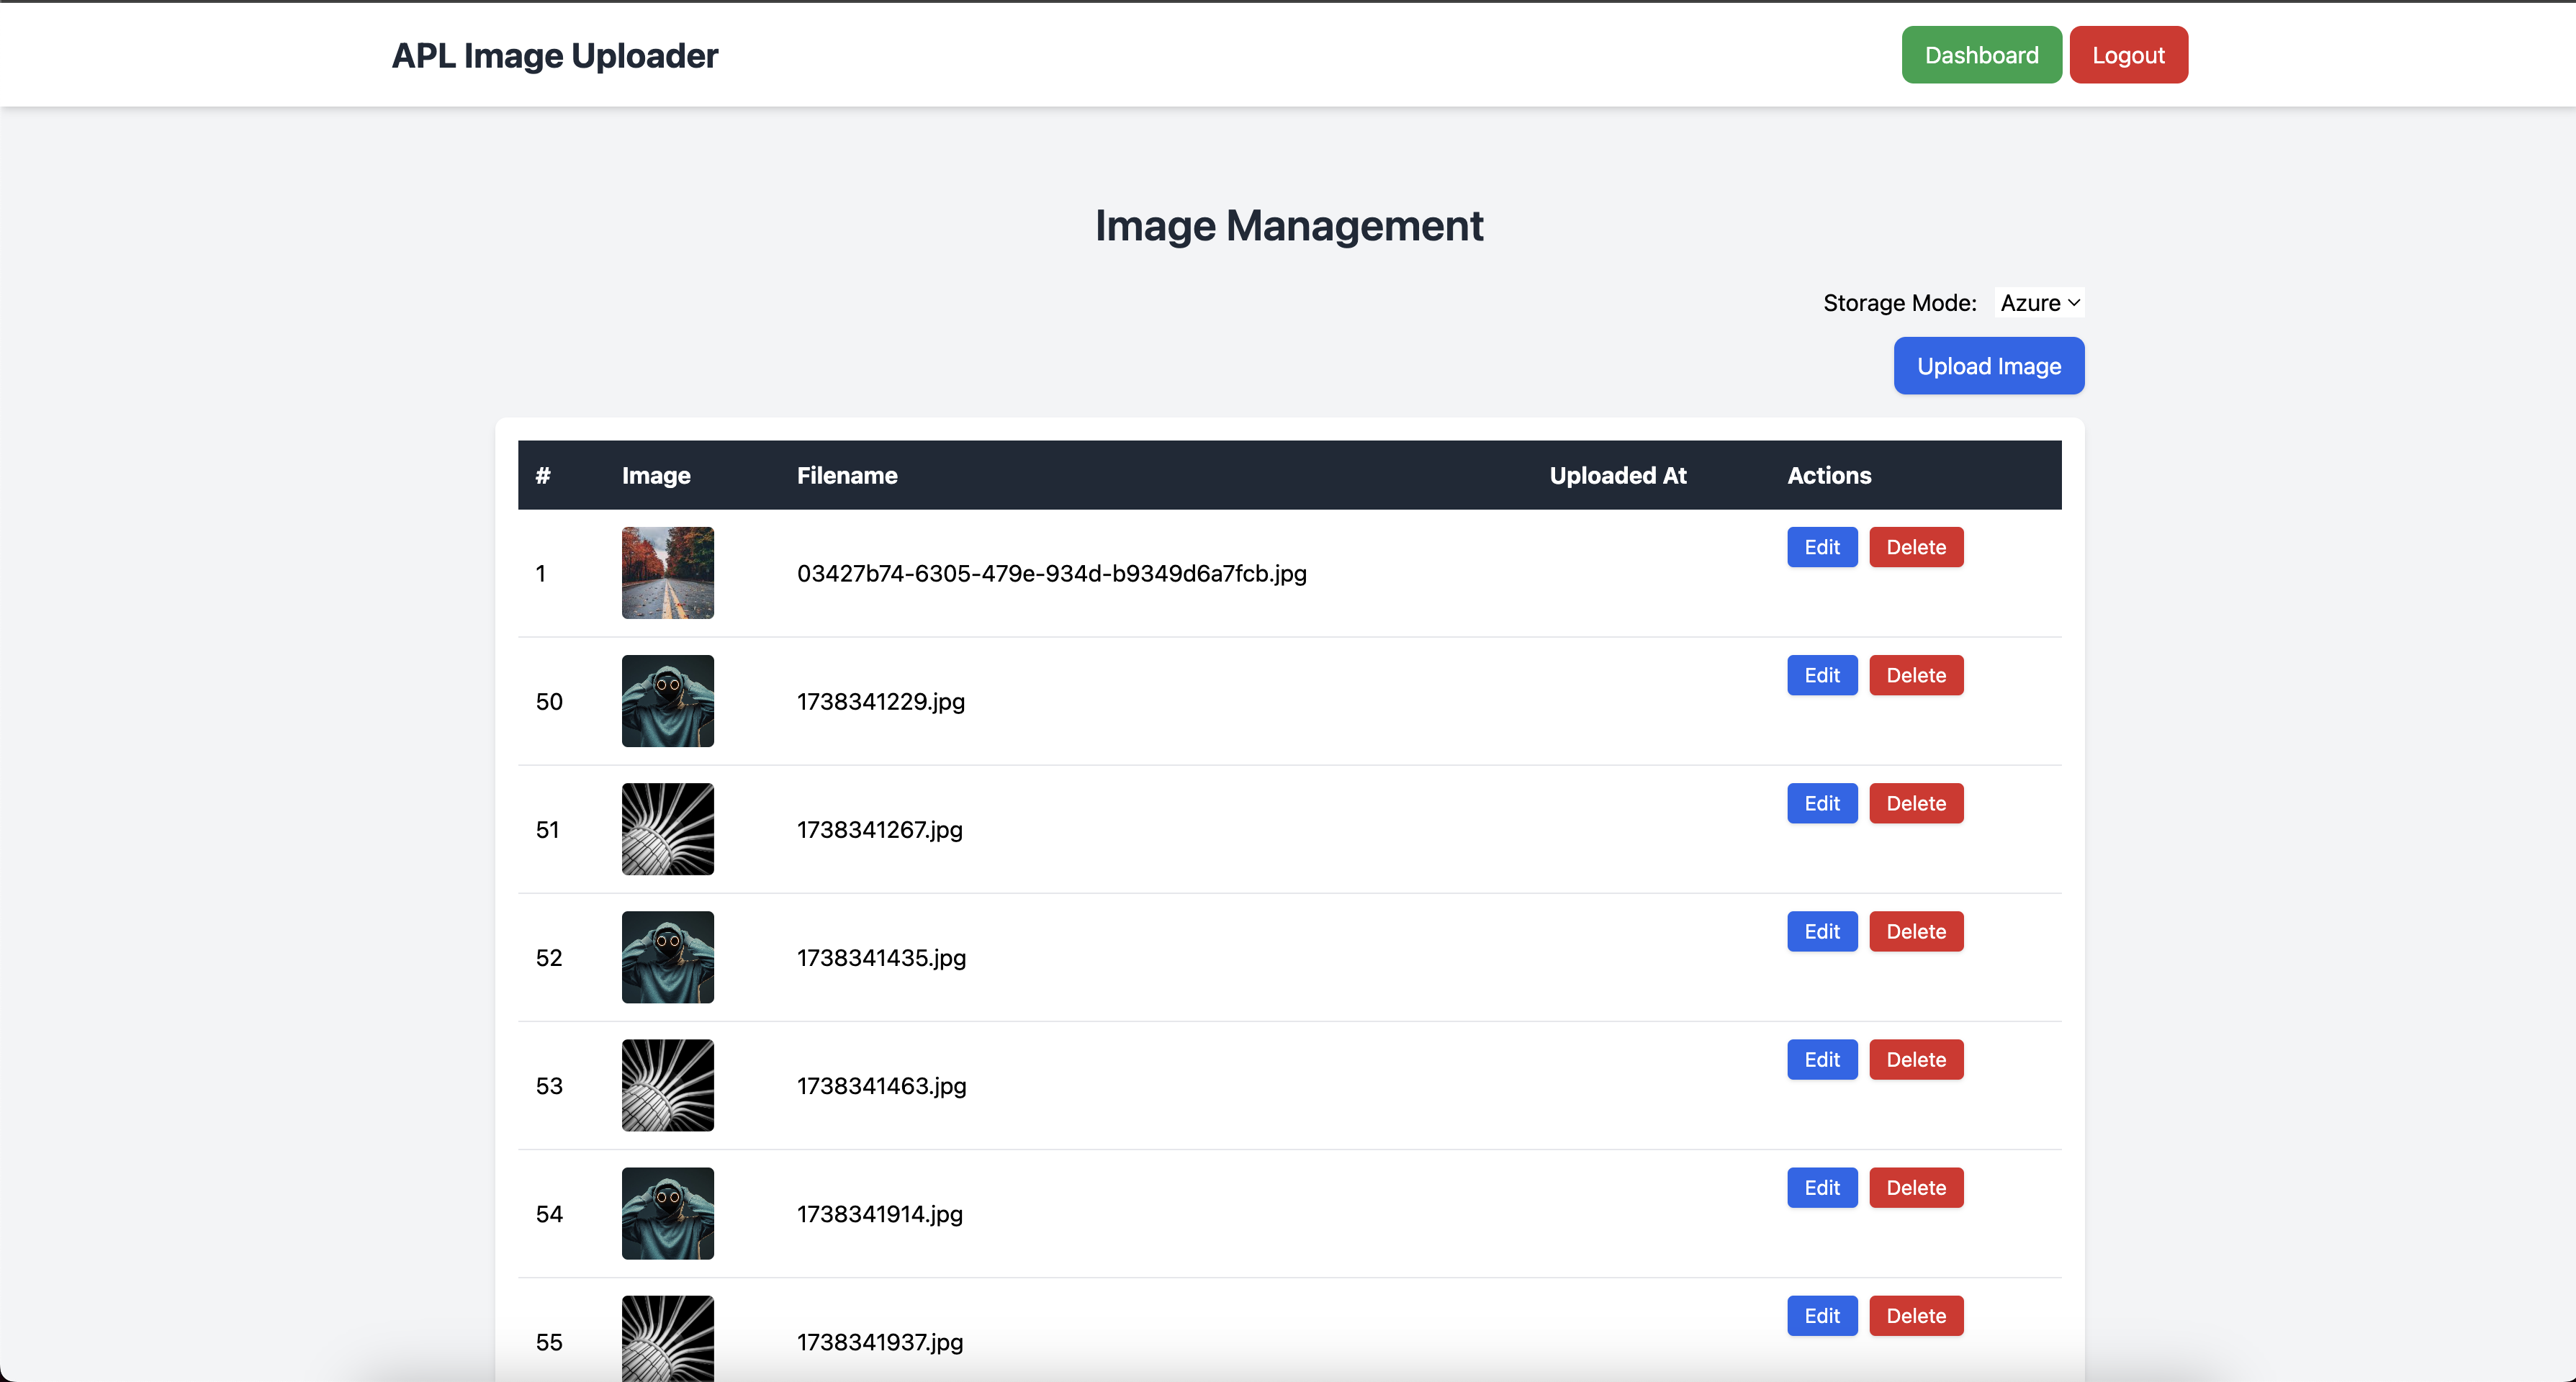 APL Image Uploader
Dashboard Logout
Image Management
Storage Mode: Azure
Upload Image
# Image Filename Uploaded At Actions
1 03427b74-6305-479e-934d-b9349d6a7fcb.jpg Edit Delete
50 1738341229.jpg Edit Delete
51 1738341267.jpg Edit Delete
52 1738341435.jpg Edit Delete
53 1738341463.jpg Edit Delete
54 1738341914.jpg Edit Delete
55 1738341937.jpg Edit Delete